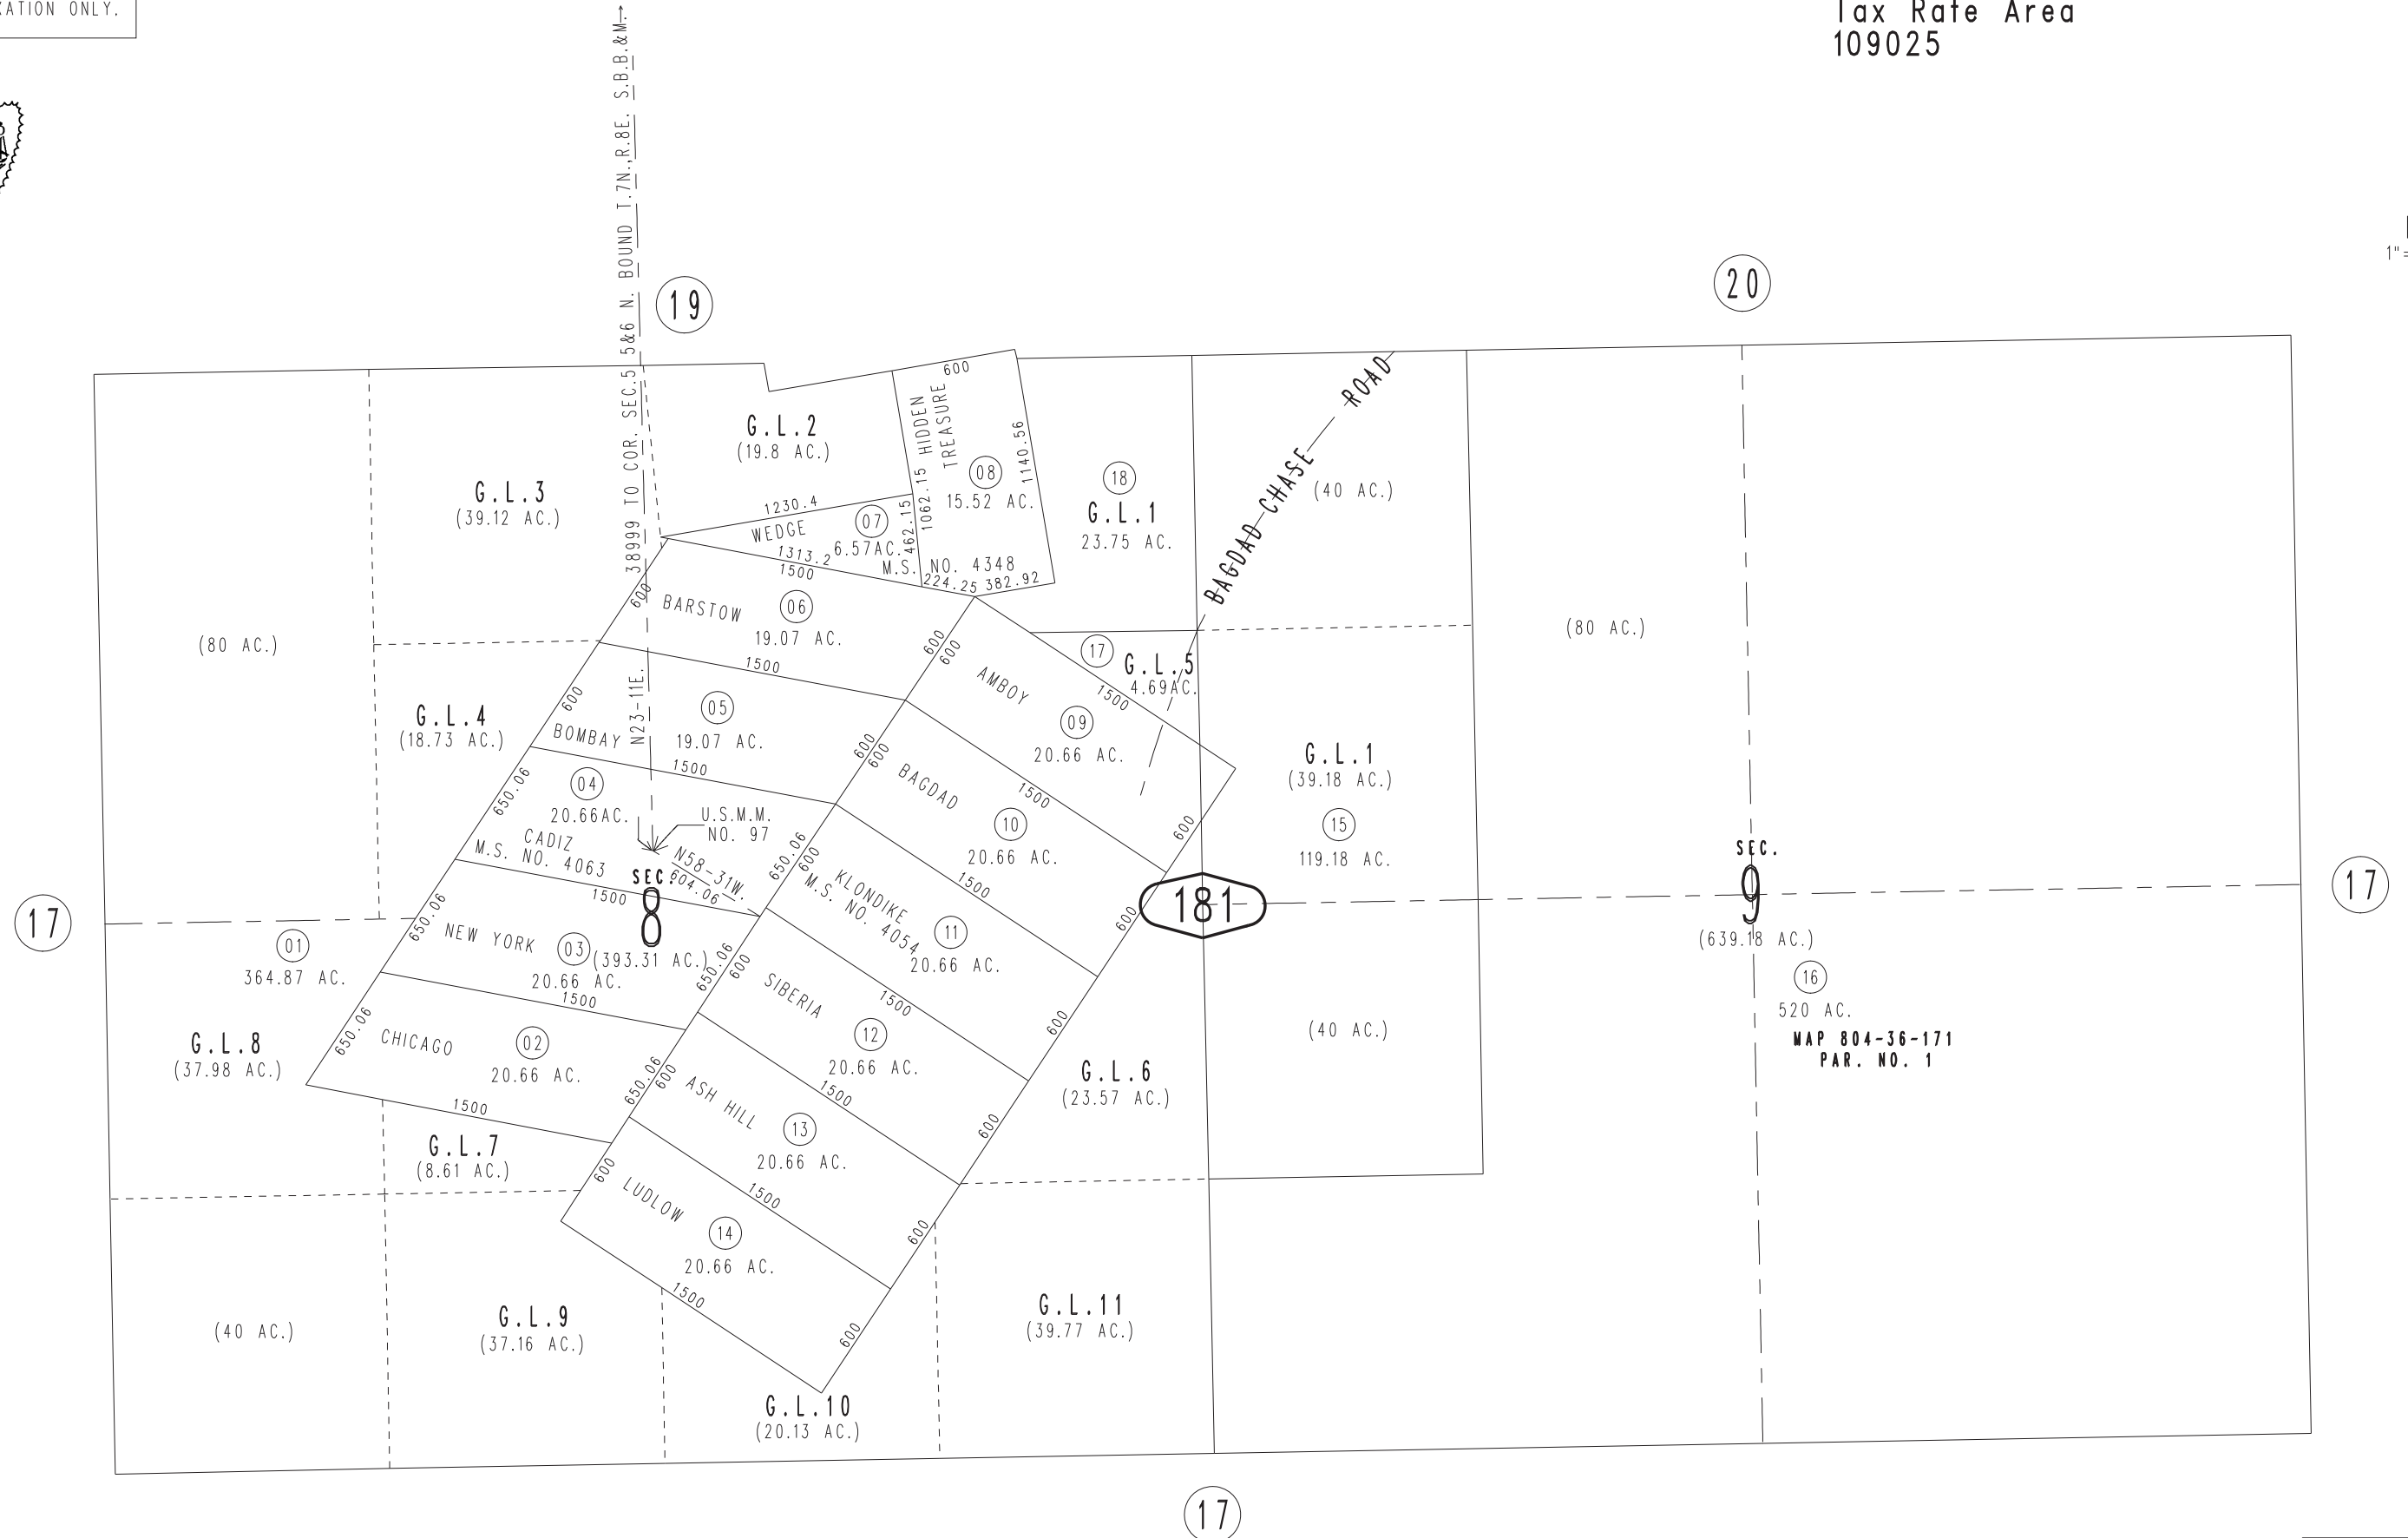 ATION ONLY.
Tax Rate Area
109025
1"=
38999 TO COR. SEC.5 5&6 N. BOUND T.7N.,R.8E. S.B.B.&M.
19
20
G.L.3
(39.12 AC.)
G.L.2
(19.8 AC.)
HIDDEN
TREASURE
600
1062.15
1140.56
08
15.52 AC.
18
G.L.1
23.75 AC.
BAGDAD CHASE ROAD
(40 AC.)
1230.4
WEDGE
07
6.57AC.
462.15
1313.2
M.S. NO. 4348
224.25
382.92
1500
600
BARSTOW
06
19.07 AC.
1500
600
600
(80 AC.)
(80 AC.)
17
G.L.5
4.69AC.
1500
AMBOY
09
20.66 AC.
600
G.L.4
(18.73 AC.)
600
N23-11E.
BOMBAY
05
19.07 AC.
1500
600
600
BAGDAD
10
20.66 AC.
1500
G.L.1
(39.18 AC.)
15
119.18 AC.
650.06
04
20.66AC.
CADIZ
M.S. NO. 4063
U.S.M.M.
NO. 97
N58-31W.
604.06
650.06
600
1500
KLONDIKE
M.S. NO. 4054
11
20.66 AC.
1500
600
SEC.
8
(393.31 AC.)
181
SEC.
9
(639.18 AC.)
17
17
01
364.87 AC.
650.06
NEW YORK
03
20.66 AC.
1500
650.06
600
SIBERIA
12
20.66 AC.
1500
600
16
520 AC.
MAP 804-36-171
PAR. NO. 1
G.L.8
(37.98 AC.)
650.06
CHICAGO
02
20.66 AC.
1500
650.06
600
ASH HILL
13
20.66 AC.
1500
600
G.L.6
(23.57 AC.)
(40 AC.)
G.L.7
(8.61 AC.)
600
LUDLOW
14
20.66 AC.
1500
1500
600
600
(40 AC.)
G.L.9
(37.16 AC.)
G.L.10
(20.13 AC.)
G.L.11
(39.77 AC.)
17